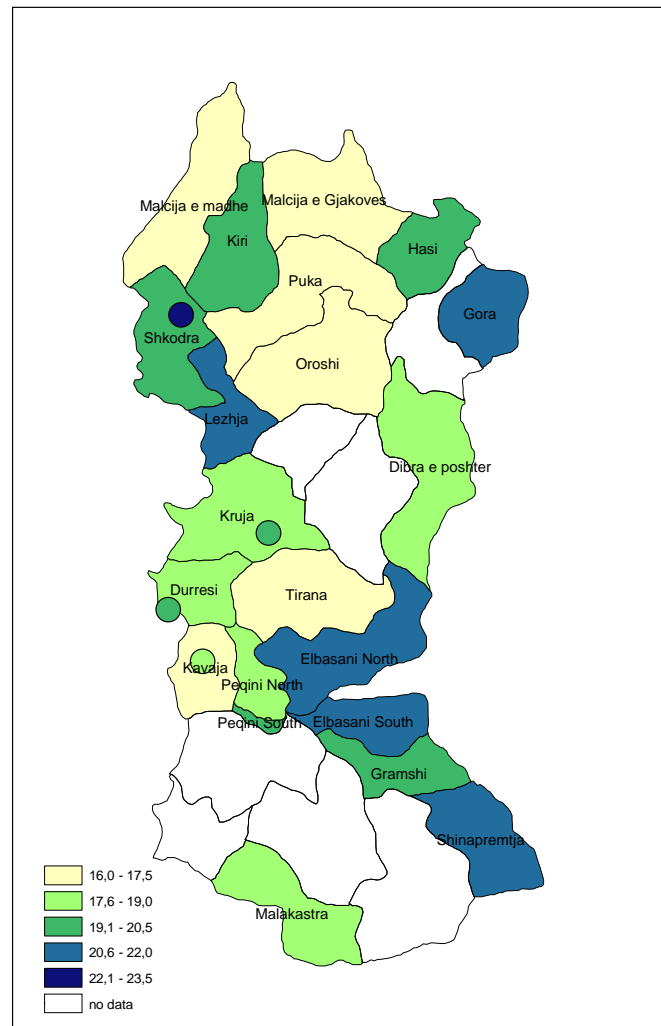 Malcija e madhe
Malcija e Gjakoves
Kiri
Hasi
Puka
Gora
Shkodra
Oroshi
Lezhja
Dibra e poshter
Kruja
Durresi
Tirana
Kavaja
Elbasani North
Peqini North
Peqini South
Elbasani South
Gramshi
Shinapremtja
Malakastra
16,0 - 17,5
17,6 - 19,0
19,1 - 20,5
20,6 - 22,0
22,1 - 23,5
no data